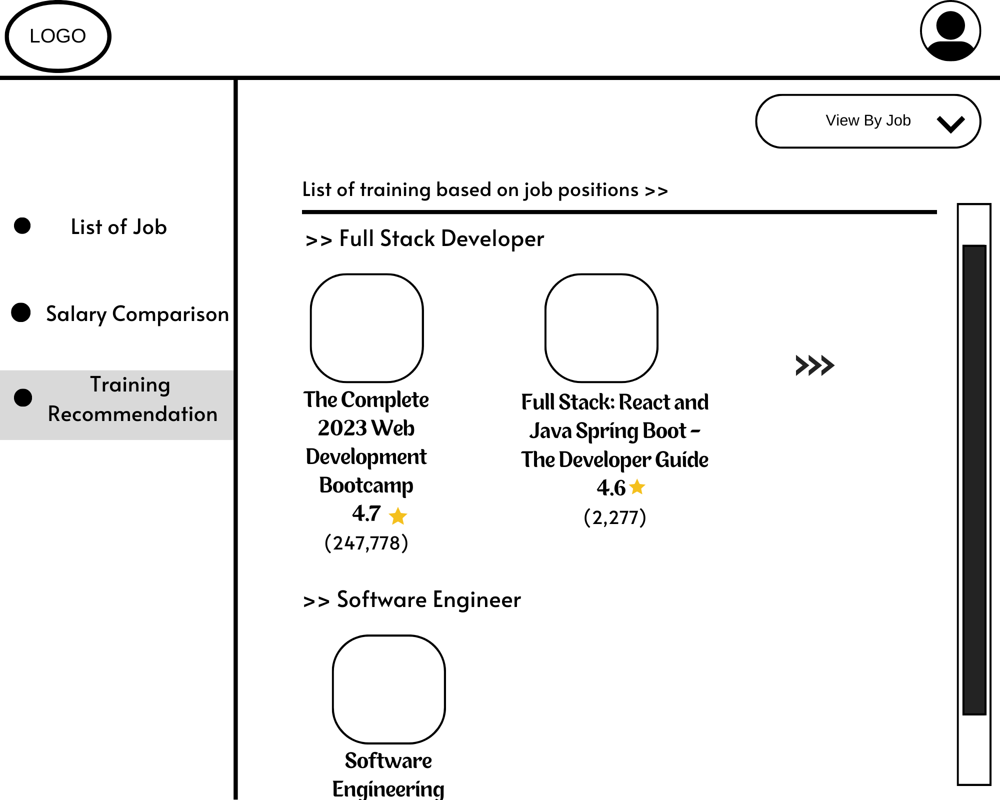 LOGO
View By Job
List of Job
Salary Comparison
Training
Recommendation
List of training based on job positions >>
>> Full Stack Developer
The Complete
2023 Web
Development
Bootcamp
4.7
(247,778)
Full Stack: React and
Java Spring Boot -
The Developer Guide
4.6
(2,277)
>> Software Engineer
Software
Engineering